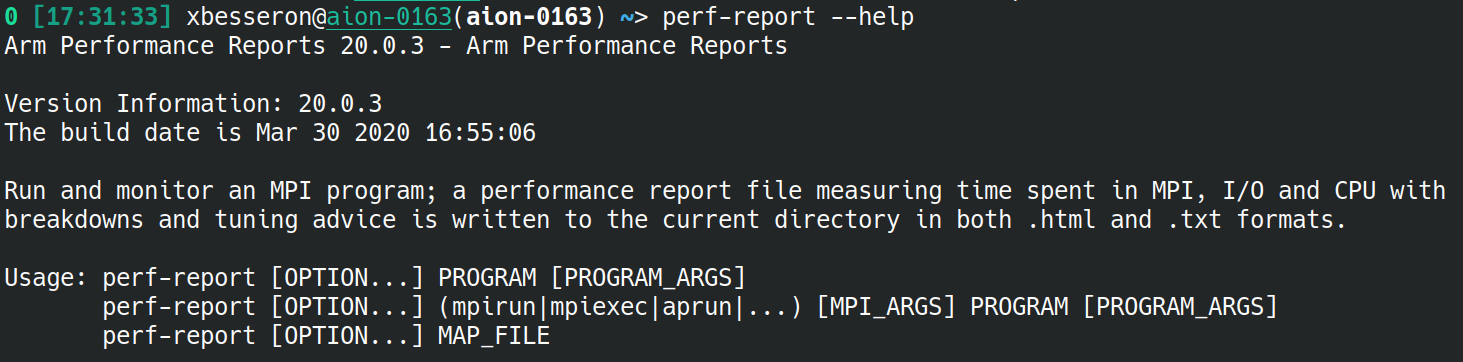 0 [17:31:33] xbesseron@aion-0163(aion-0163) ~> perf-report --help
Arm Performance Reports 20.0.3 - Arm Performance Reports

Version Information: 20.0.3
The build date is Mar 30 2020 16:55:06

Run and monitor an MPI program; a performance report file measuring time spent in MPI, I/O and CPU with
breakdowns and tuning advice is written to the current directory in both .html and .txt formats.

Usage: perf-report [OPTION...] PROGRAM [PROGRAM_ARGS]
       perf-report [OPTION...] (mpirun|mpiexec|aprun|...) [MPI_ARGS] PROGRAM [PROGRAM_ARGS]
       perf-report [OPTION...] MAP_FILE